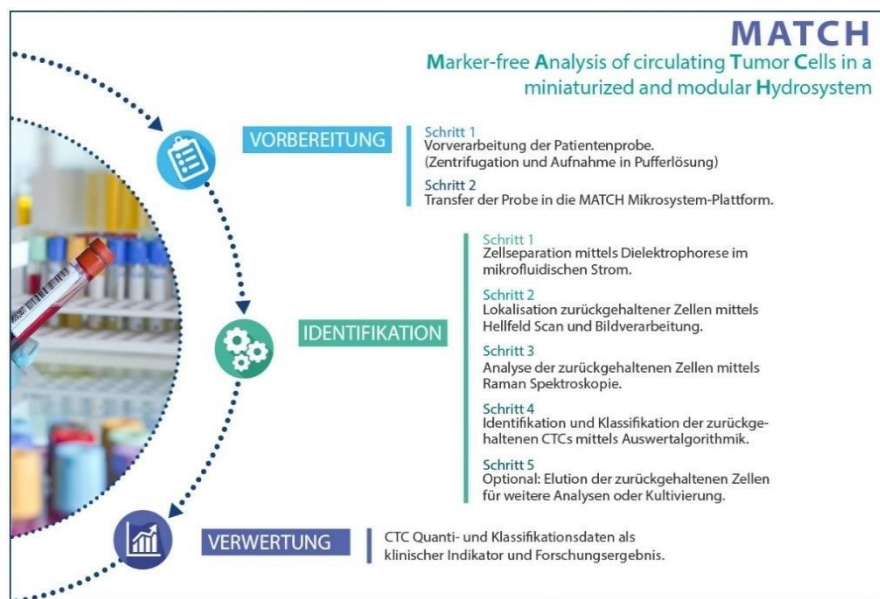 MATCH
Marker-free Analysis of circulating Tumor Cells in a
miniaturized and modular Hydrosystem
VORBEREITUNG
Schritt 1
Vorverarbeitung der Patientenprobe.
(Zentrifugation und Aufnahme in Pufferlösung)
Schritt 2
Transfer der Probe in die MATCH Mikrosystem-Plattform.
IDENTIFIKATION
Schritt 1
Zellseparation mittels Dielektrophorese im
mikrofluidischen Strom.
Schritt 2
Lokalisation zurückgehaltener Zellen mittels
Hellfeld Scan und Bildverarbeitung.
Schritt 3
Analyse der zurückgehaltenen Zellen mittels
Raman Spektroskopie.
Schritt 4
Identifikation und Klassifikation der zurückge-
haltenen CTCs mittels Auswertalgorithmik.
Schritt 5
Optional: Elution der zurückgehaltenen Zellen
für weitere Analysen oder Kultivierung.
VERWERTUNG
CTC Quanti- und Klassifikationsdaten als
klinischer Indikator und Forschungsergebnis.